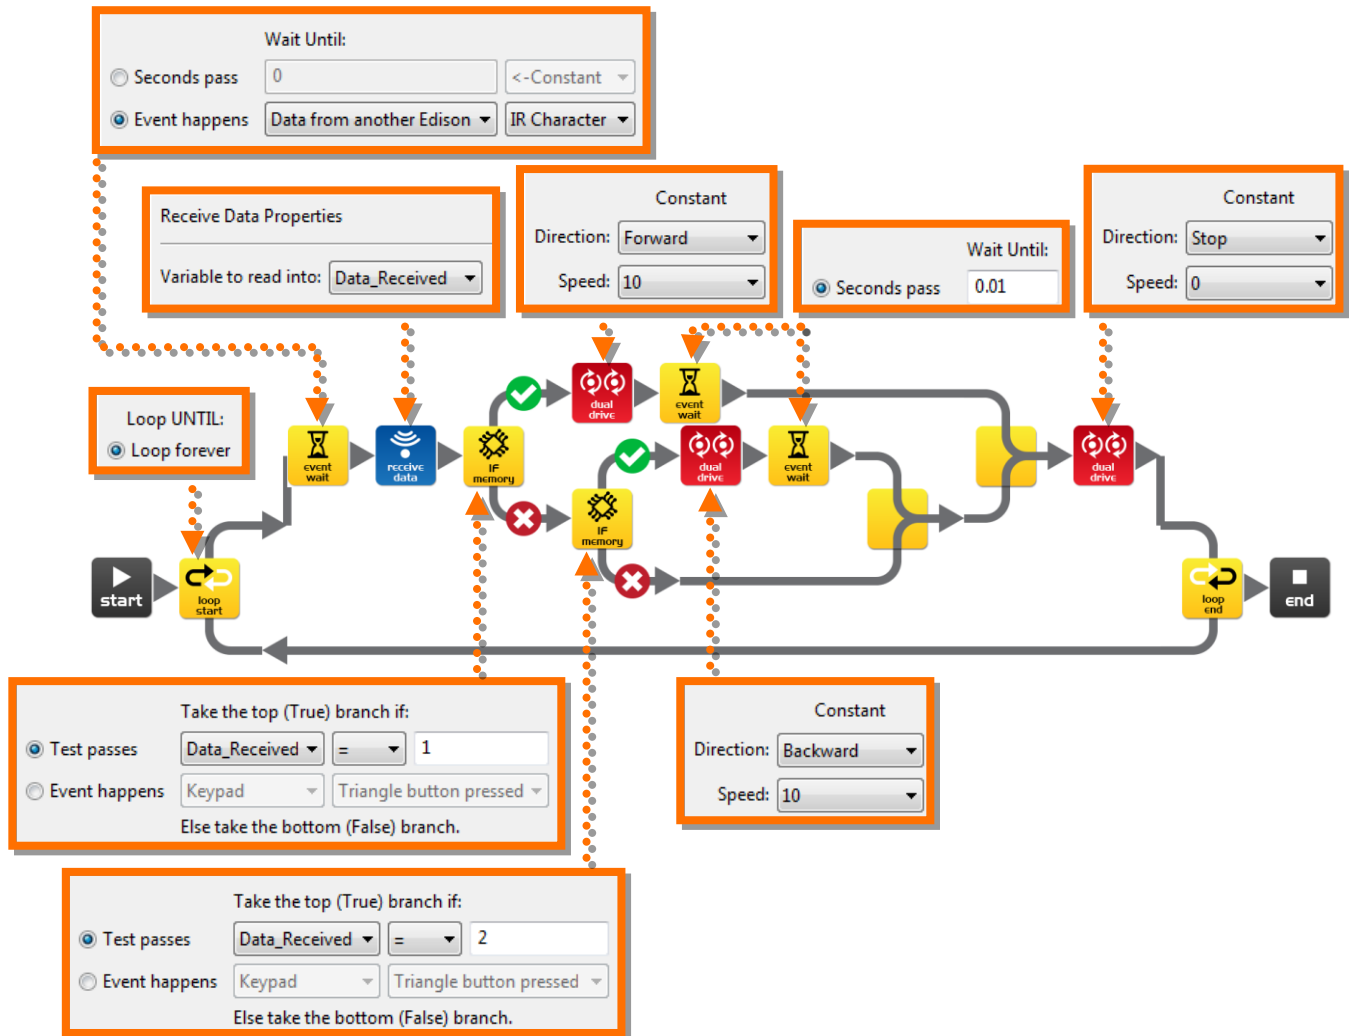 Wait Until:
Seconds pass 0 <-Constant
Event happens Data from another Edison IR Character
Receive Data Properties
Variable to read into: Data_Received
Constant
Direction: Forward
Speed: 10
Wait Until:
Seconds pass 0.01
Constant
Direction: Stop
Speed: 0
Loop UNTIL:
Loop forever
dual
drive
event
wait
event
wait
receive
data
IF
memory
dual
drive
event
wait
dual
drive
IF
memory
start
loop
start
loop
end
end
Take the top (True) branch if:
Test passes Data_Received = 1
Event happens Keypad Triangle button pressed
Else take the bottom (False) branch.
Constant
Direction: Backward
Speed: 10
Take the top (True) branch if:
Test passes Data_Received = 2
Event happens Keypad Triangle button pressed
Else take the bottom (False) branch.